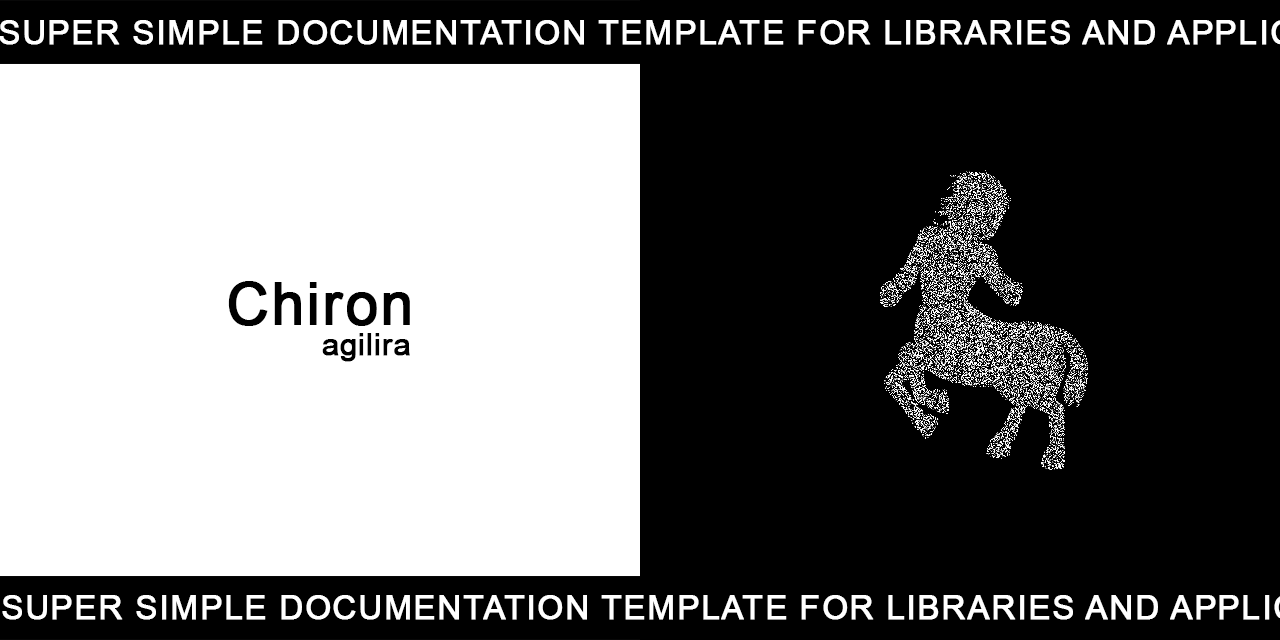 SUPER SIMPLE DOCUMENTATION TEMPLATE FOR LIBRARIES AND
Chiron
agilira
SUPER SIMPLE DOCUMENTATION TEMPLATE FOR LIBRARIES AND